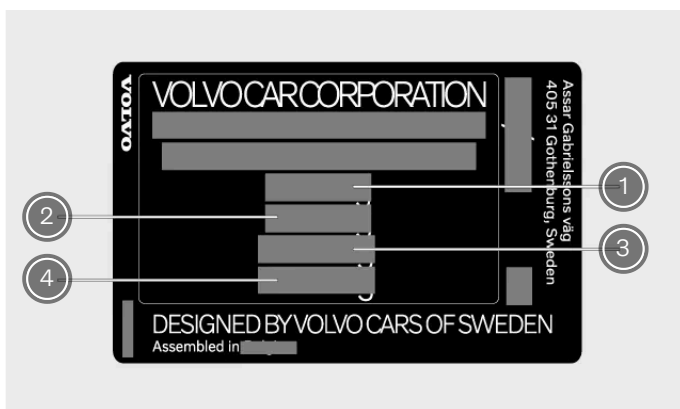 VOLVO
VOLVO CAR CORPORATION
Assar Gabrielssons väg
405 31 Gothenburg, Sweden
1
2
3
4
DESIGNED BY VOLVO CARS OF SWEDEN
Assembled in